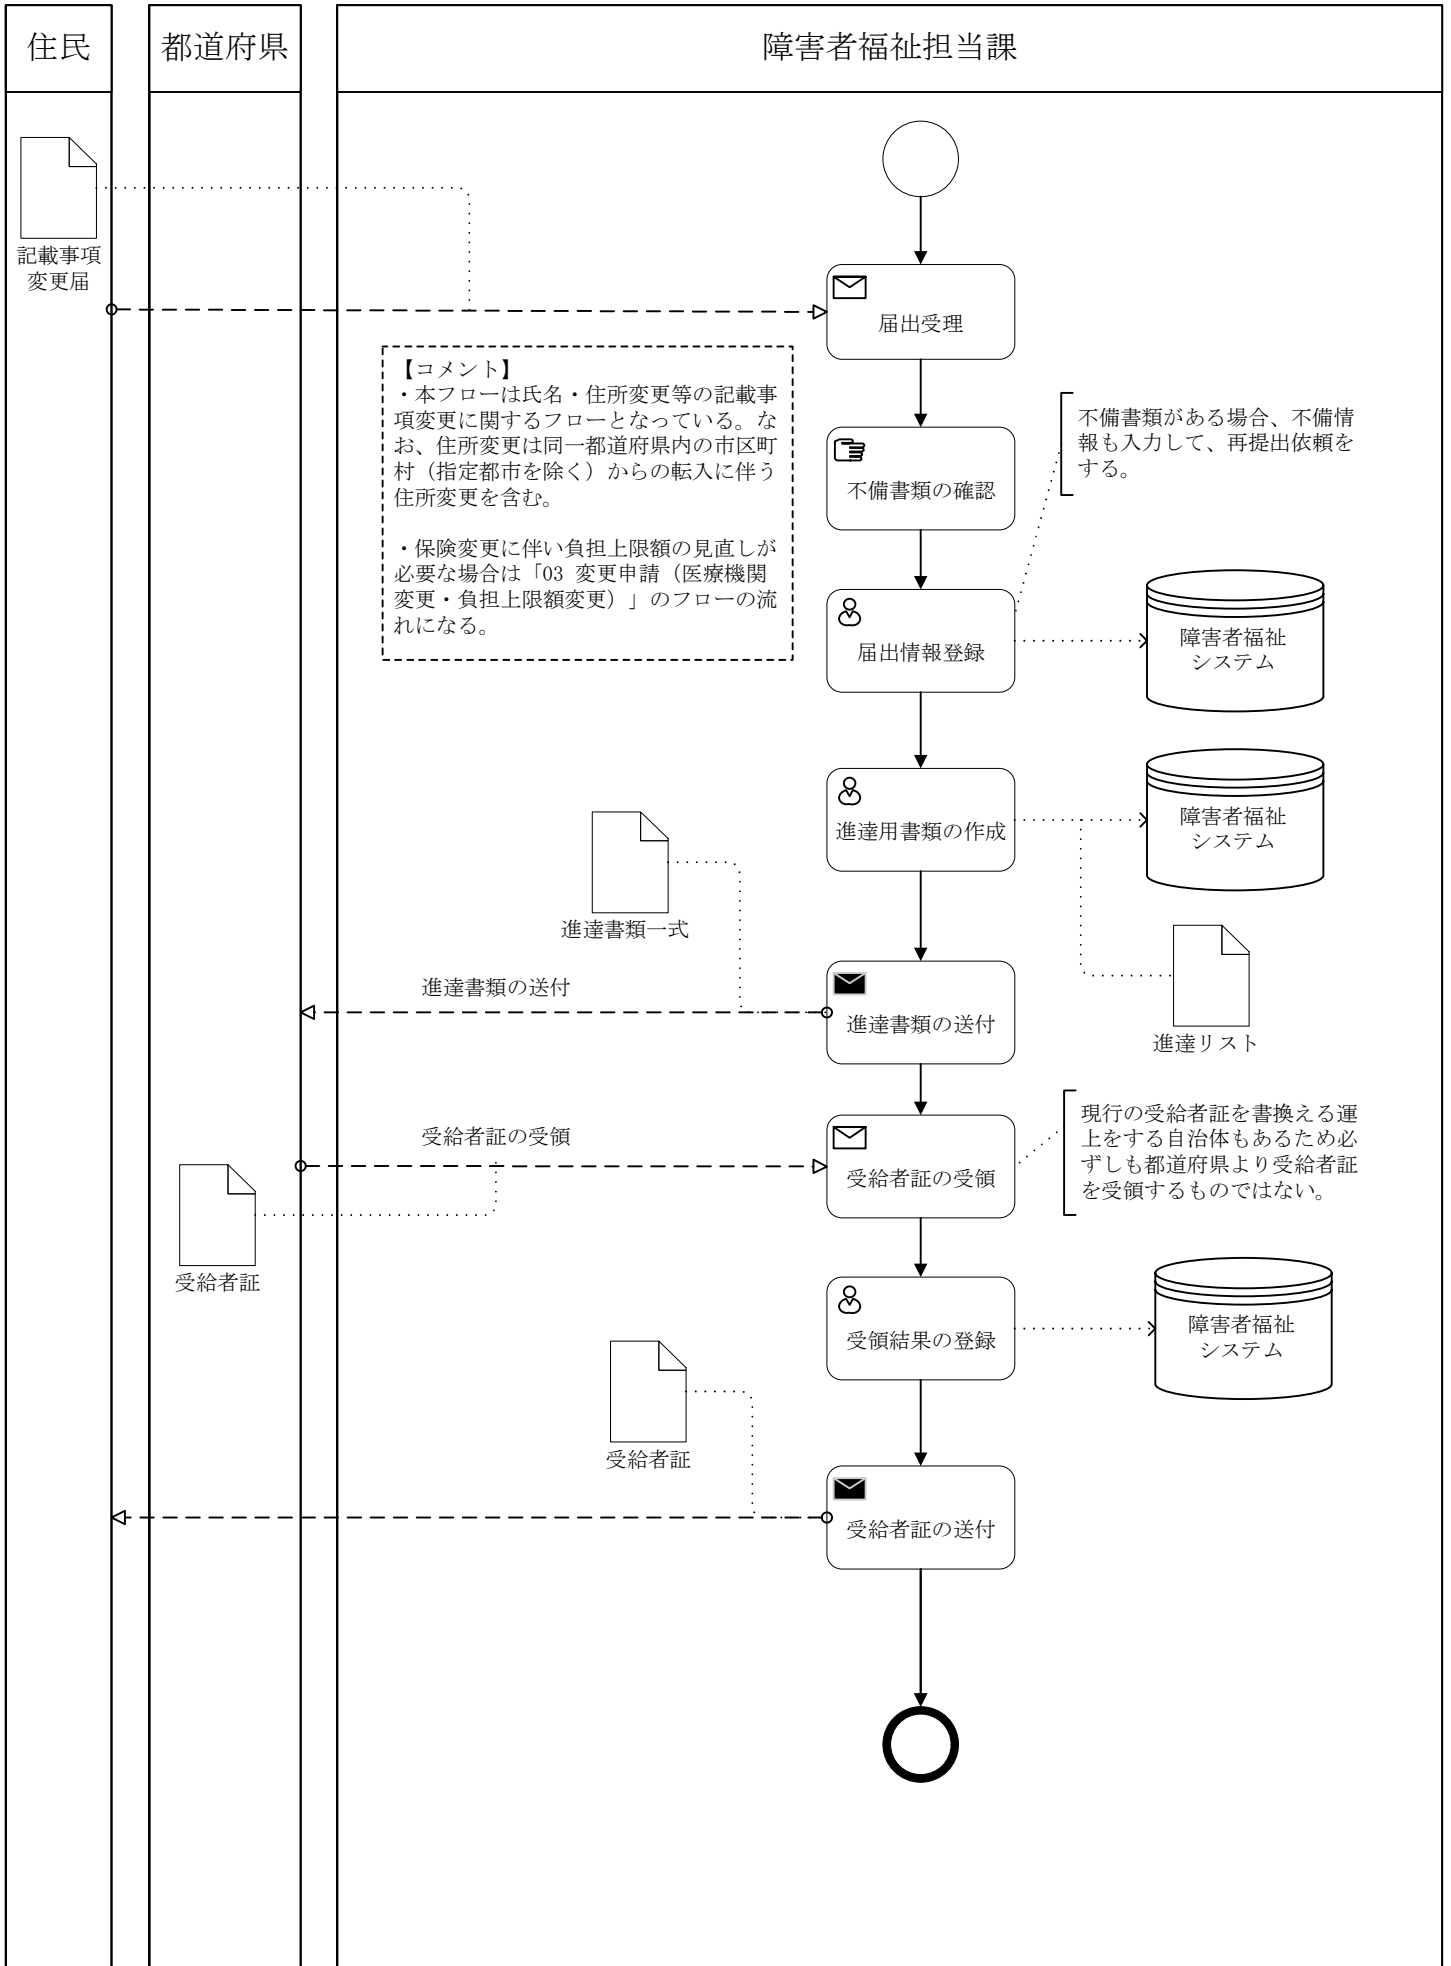 住民
都道府県
障害者福祉担当課
記載事項
変更届
届出受理
【コメント】
・本フローは氏名・住所変更等の記載事
項変更に関するフローとなっている。な
お、住所変更は同一都道府県内の市区町
村（指定都市を除く）からの転入に伴う
住所変更を含む。
・保険変更に伴い負担上限額の見直しが
必要な場合は「03 変更申請（医療機関
変更・負担上限額変更）」のフローの流
れになる。
不備書類がある場合、不備情
報も入力して、再提出依頼を
する。
不備書類の確認
届出情報登録
障害者福祉
システム
進達用書類の作成
障害者福祉
システム
進達書類一式
進達書類の送付
進達書類の送付
進達リスト
受給者証の受領
受給者証の受領
現行の受給者証を書換える運
上をする自治体もあるため必
ずしも都道府県より受給者証
を受領するものではない。
受給者証
受領結果の登録
障害者福祉
システム
受給者証
受給者証の送付